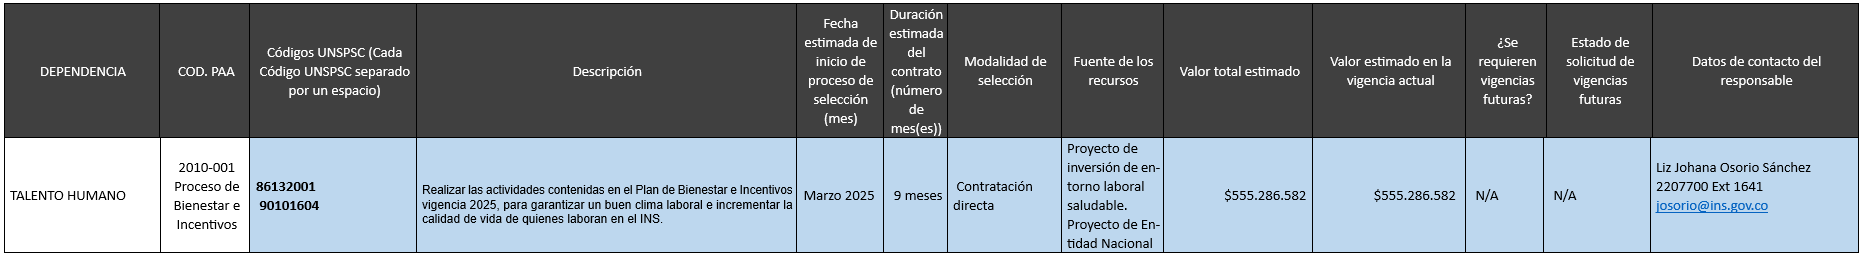 DEPENDENCIA
COD. PAA
Códigos UNSPSC (Cada
Código UNSPSC separado
por un espacio)
Descripción
Fecha
estimada de
inicio de
proceso de
selección
(mes)
Duración
estimada
del
contrato
(número
de
mes(es))
Modalidad de
selección
Fuente de los
recursos
Valor total estimado
Valor estimado en la
vigencia actual
¿Se
requieren
vigencias
futuras?
Estado de
solicitud de
vigencias
futuras
Datos de contacto del
responsable
TALENTO HUMANO
2010-001
Proceso de
Bienestar e
Incentivos
86132001
90101604
Realizar las actividades contenidas en el Plan de Bienestar e Incentivos
vigencia 2025, para garantizar un buen clima laboral e incrementar la
calidad de vida de quienes laboran en el INS.
Marzo 2025
9 meses
Contratación
directa
Proyecto de
inversión de en-
torno laboral
saludable.
Proyecto de En-
tidad Nacional
$555.286.582
$555.286.582
N/A
N/A
Liz Johana Osorio Sánchez
2207700 Ext 1641
josorio@ins.gov.co